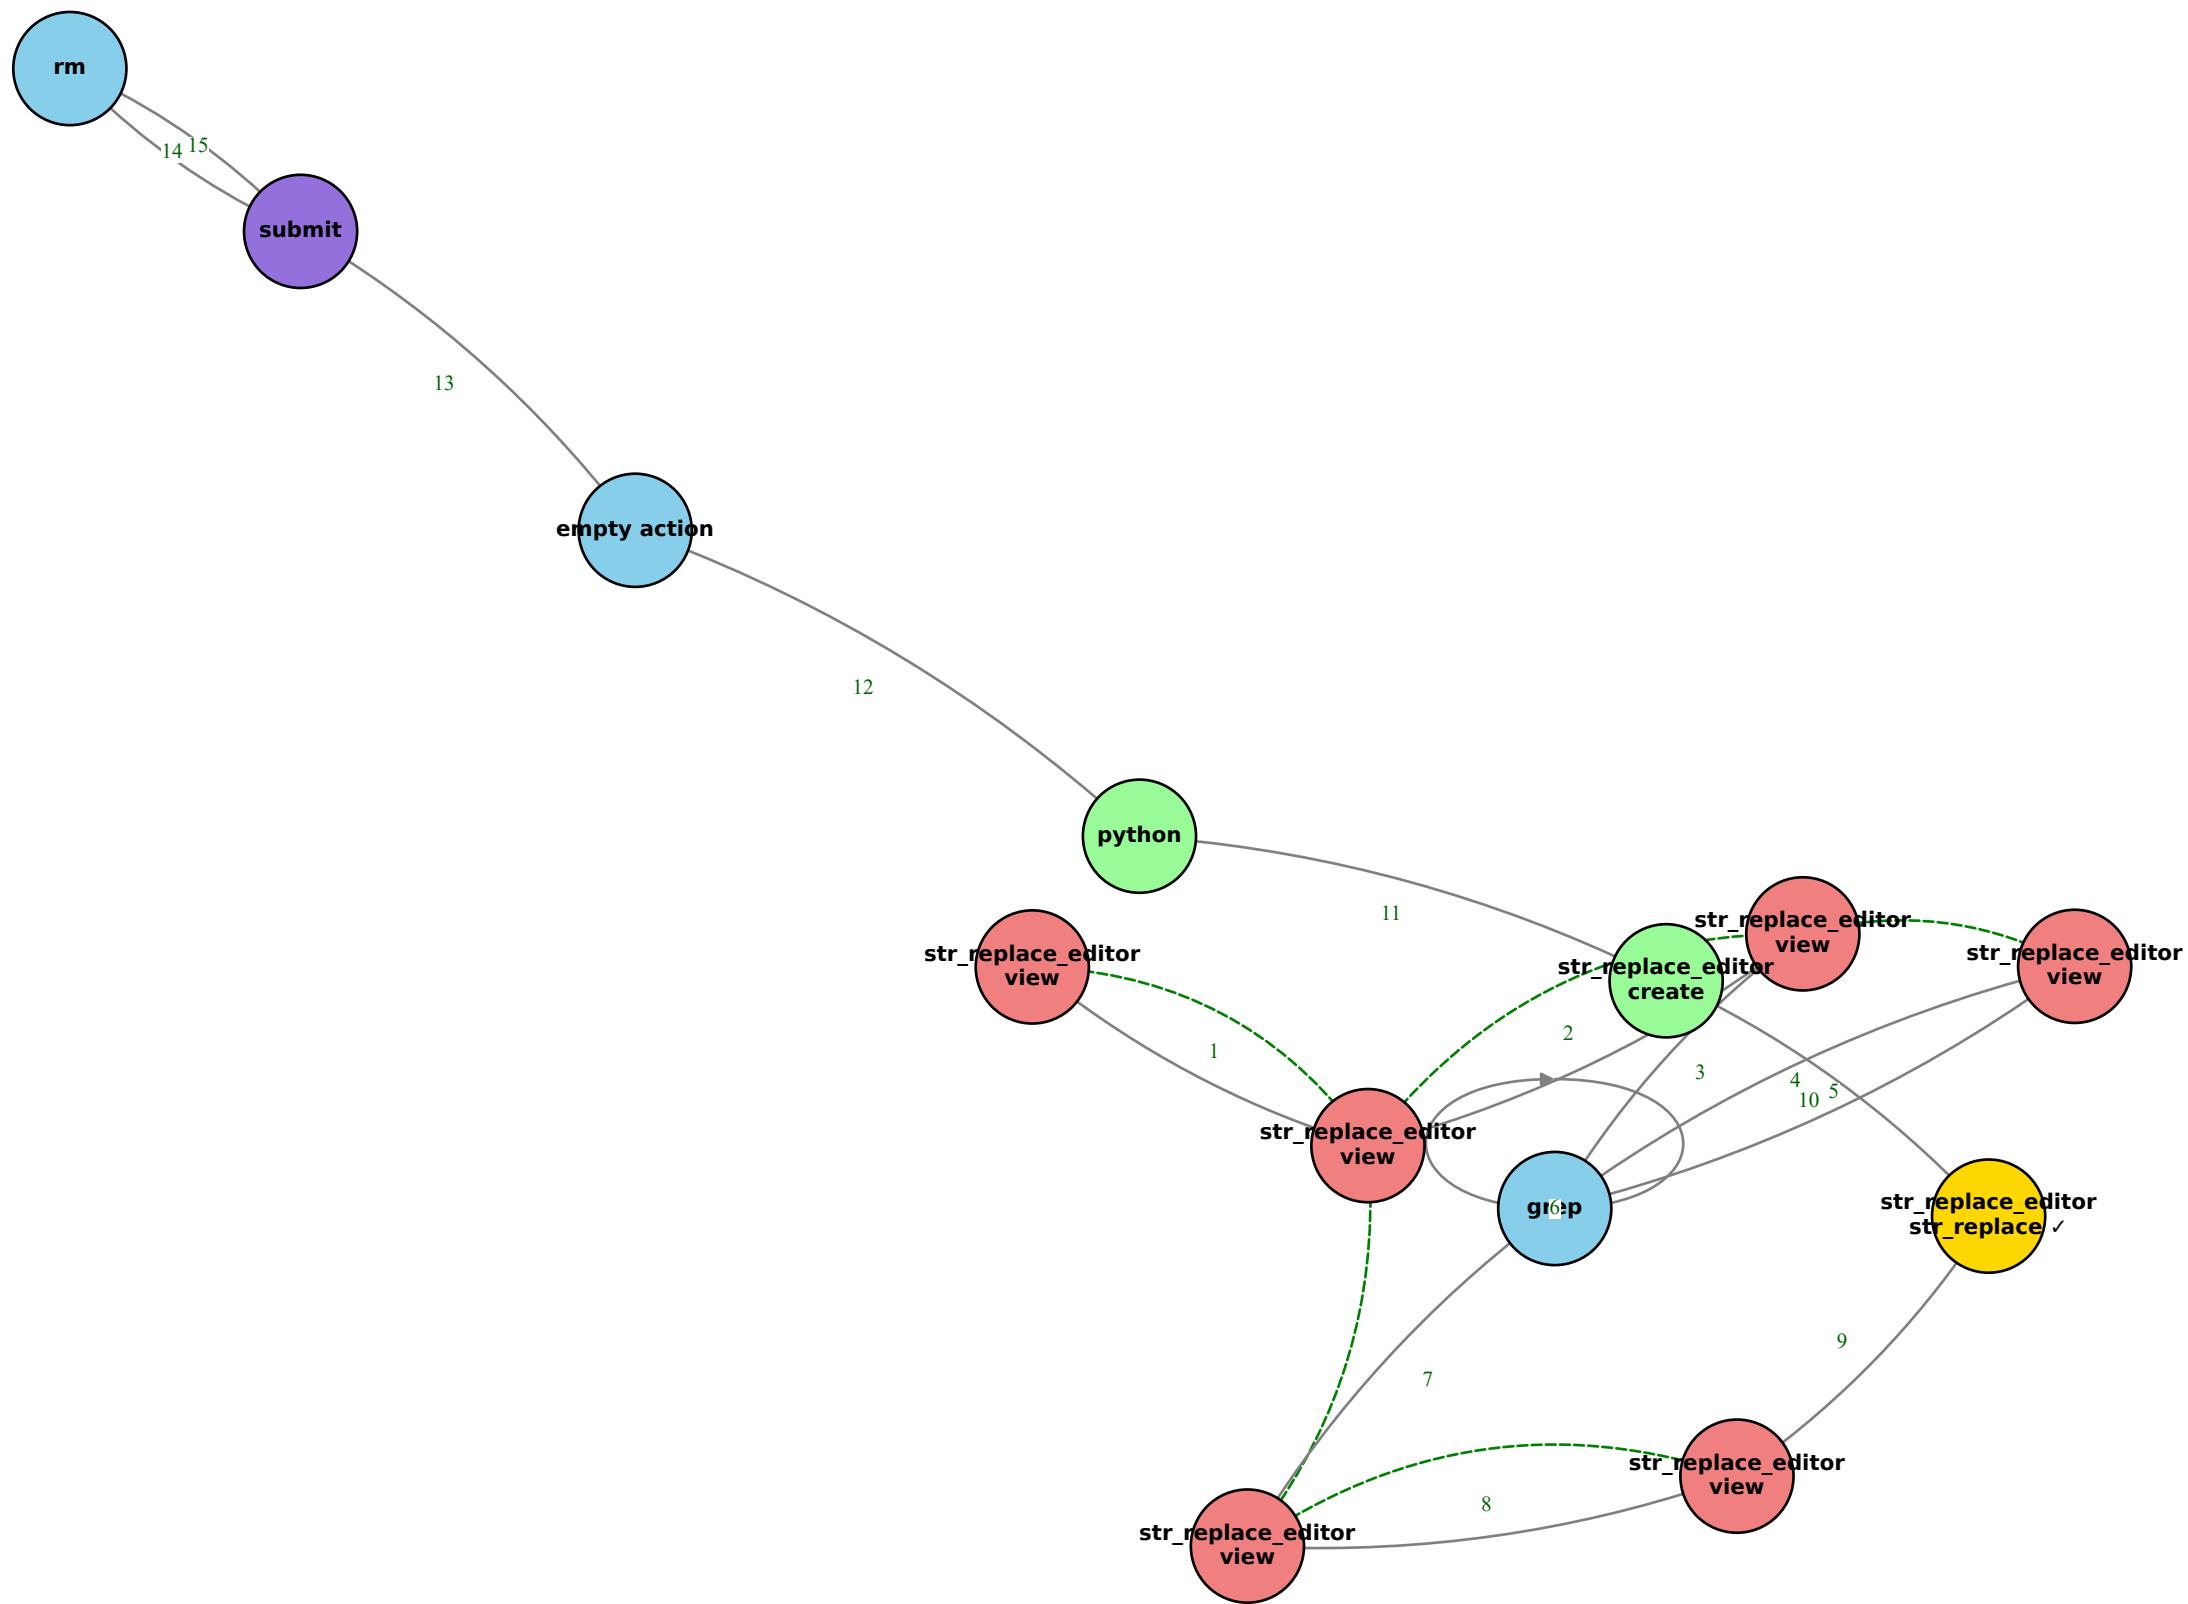 rm
14
15
submit
13
empty action
12
python
11
str_replace_editor
view
str_replace_editor
view
str_replace_editor
view
str_replace_editor
create
1
2
3
4
5
10
str_replace_editor
view
grep
6
str_replace_editor
str_replace ✓
9
7
str_replace_editor
view
8
str_replace_editor
view